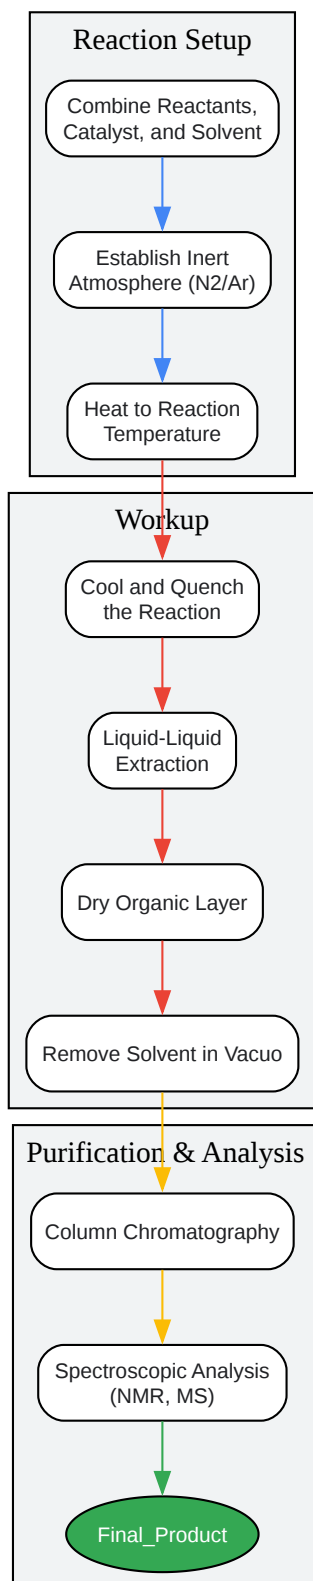 Reaction Setup
Combine Reactants,
Catalyst, and Solvent
Establish Inert
Atmosphere (N2/Ar)
Heat to Reaction
Temperature
Workup
Cool and Quench
the Reaction
Liquid-Liquid
Extraction
Dry Organic Layer
Remove Solvent in Vacuo
Purification & Analysis
Column Chromatography
Spectroscopic Analysis
(NMR, MS)
Final_Product